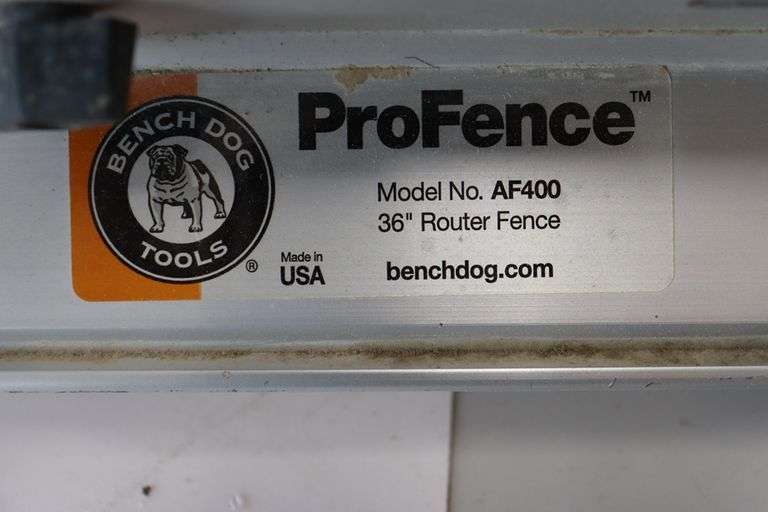 BENCH DOG
TOOLS
®
ProFence™
Model No. AF400
36" Router Fence
Made in
USA
benchdog.com